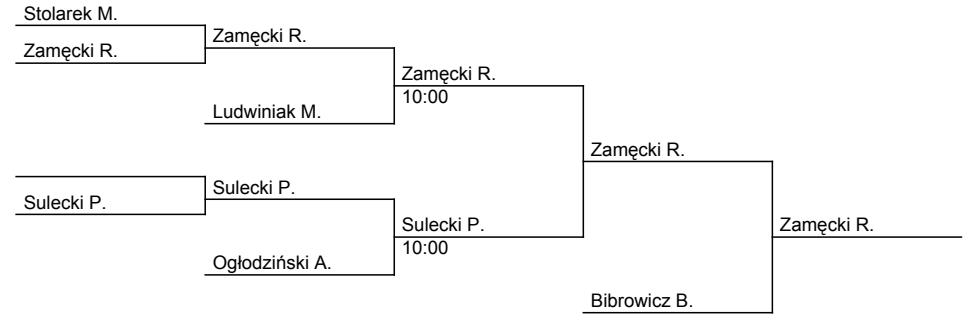 Stolarek M.
Zamęcki R.
Zamęcki R.
Zamęcki R.
10:00
Ludwiniak M.
Zamęcki R.
Sulecki P.
Sulecki P.
Sulecki P.
10:00
Zamęcki R.
Ogłodziński A.
Bibrowicz B.